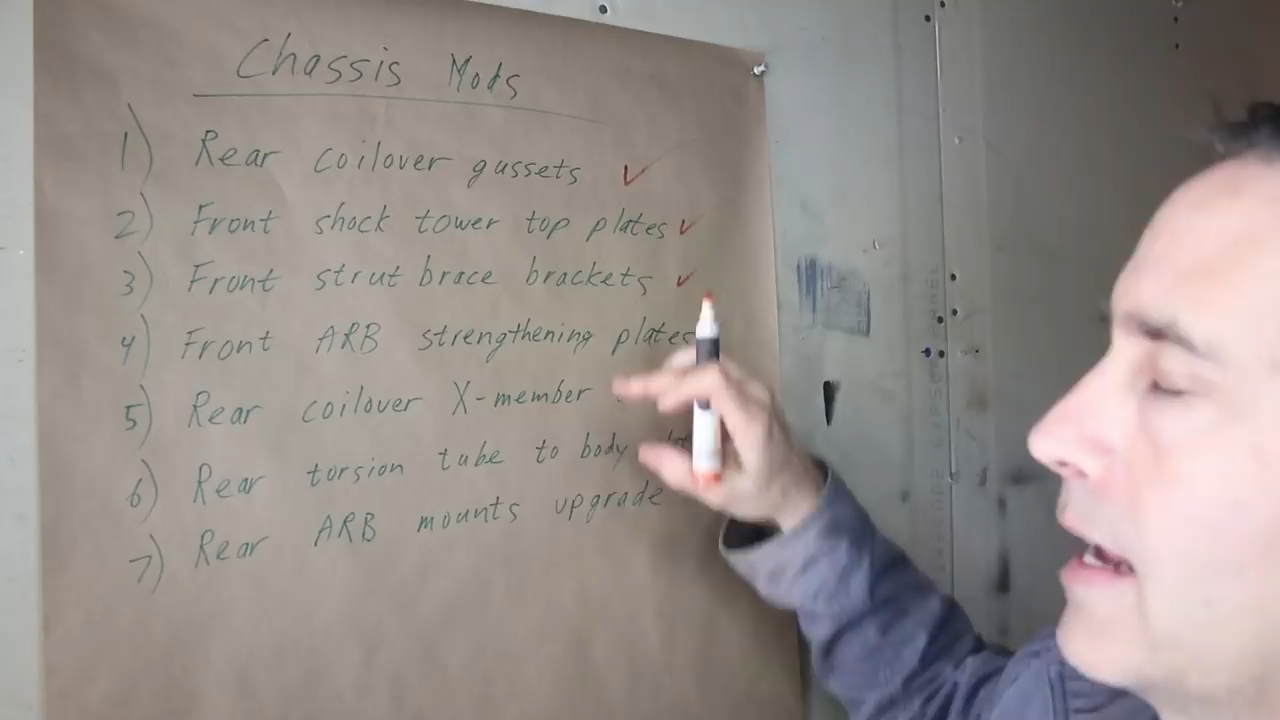 Chassis Mods
1) Rear coilover gussets ✓
2) Front shock tower top plates ✓
3) Front strut brace brackets ✓
4) Front ARB strengthening plates
5) Rear coilover X-member
6) Rear torsion tube to body
7) Rear ARB mounts upgrade